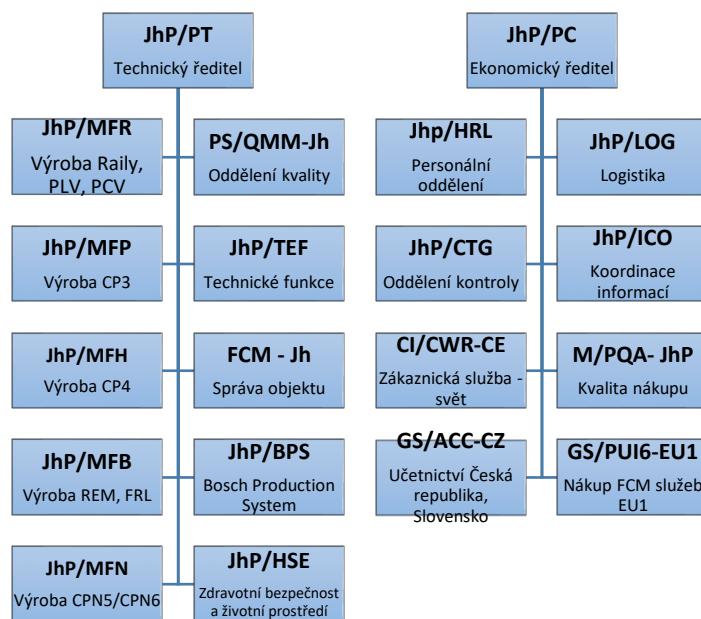 JhP/PT
Technický ředitel
JhP/PC
Ekonomický ředitel
JhP/MFR
Výroba Raily,
PLV, PCV
PS/QMM-Jh
Oddělení kvality
Jhp/HRL
Personální
oddělení
JhP/LOG
Logistika
JhP/MFP
Výroba CP3
JhP/TEF
Technické funkce
JhP/CTG
Oddělení kontroly
JhP/ICO
Koordinace
informací
JhP/MFH
Výroba CP4
FCM - Jh
Správa objektu
CI/CWR-CE
Zákaznická služba -
svět
M/PQA- JhP
Kvalita nákupu
JhP/MFB
Výroba REM, FRL
JhP/BPS
Bosch Production
System
GS/ACC-CZ
Učetnictví Česká
republika,
Slovensko
GS/PUI6-EU1
Nákup FCM služeb
EU1
JhP/MFN
Výroba CPN5/CPN6
JhP/HSE
Zdravotní bezpečnost
a životní prostředí